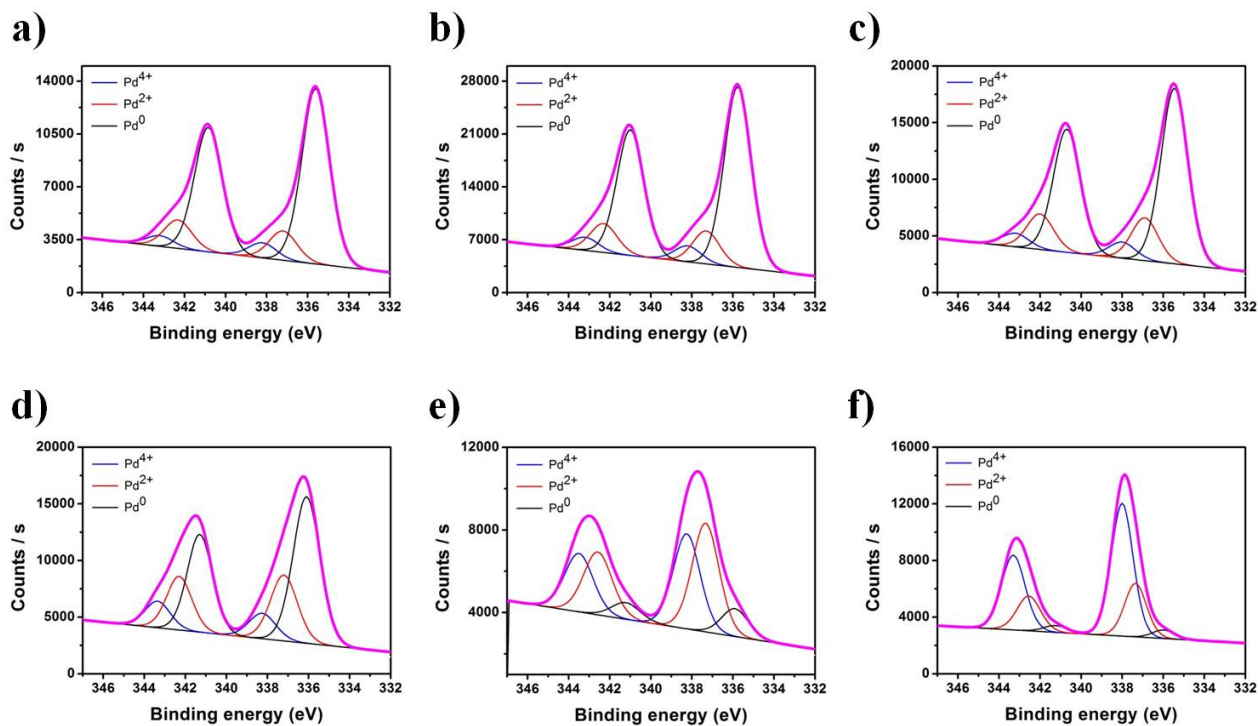 a)
14000
10500
7000
3500
0
Counts / s
Pd4+
Pd2+
Pd0
346 344 342 340 338 336 334 332
Binding energy (eV)
b)
28000
21000
14000
7000
0
Counts / s
Pd4+
Pd2+
Pd0
346 344 342 340 338 336 334 332
Binding energy (eV)
c)
20000
15000
10000
5000
0
Counts / s
Pd4+
Pd2+
Pd0
346 344 342 340 338 336 334 332
Binding energy (eV)
d)
20000
15000
10000
5000
0
Counts / s
Pd4+
Pd2+
Pd0
346 344 342 340 338 336 334 332
Binding energy (eV)
e)
12000
8000
4000
Counts / s
Pd4+
Pd2+
Pd0
346 344 342 340 338 336 334 332
Binding energy (eV)
f)
16000
12000
8000
4000
0
Counts / s
Pd4+
Pd2+
Pd0
346 344 342 340 338 336 334 332
Binding energy (eV)